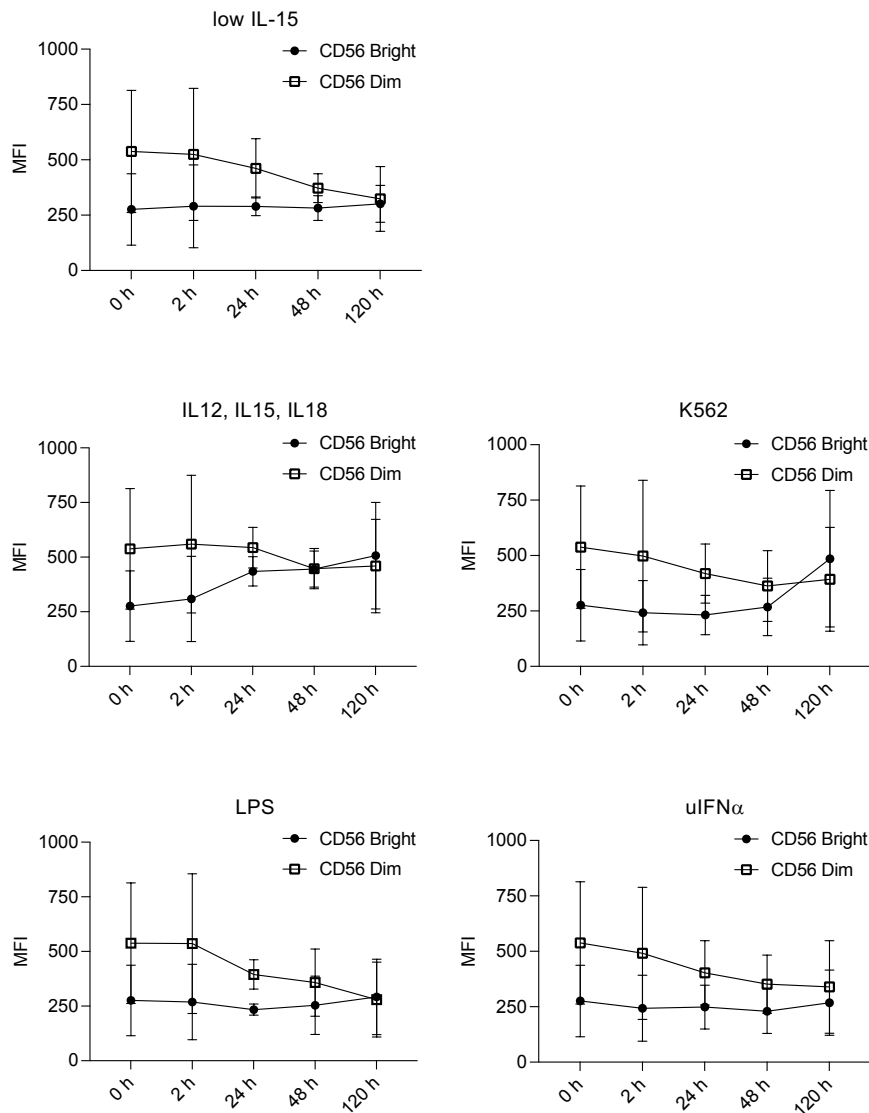 low IL-15
CD56 Bright
CD56 Dim
MFI
1000
750
500
250
0
0 h
2 h
24 h
48 h
120 h
IL12, IL15, IL18
CD56 Bright
CD56 Dim
MFI
1000
750
500
250
0
0 h
2 h
24 h
48 h
120 h
K562
CD56 Bright
CD56 Dim
MFI
1000
750
500
250
0
0 h
2 h
24 h
48 h
120 h
LPS
CD56 Bright
CD56 Dim
MFI
1000
750
500
250
0
0 h
2 h
24 h
48 h
120 h
uIFNα
CD56 Bright
CD56 Dim
MFI
1000
750
500
250
0
0 h
2 h
24 h
48 h
120 h